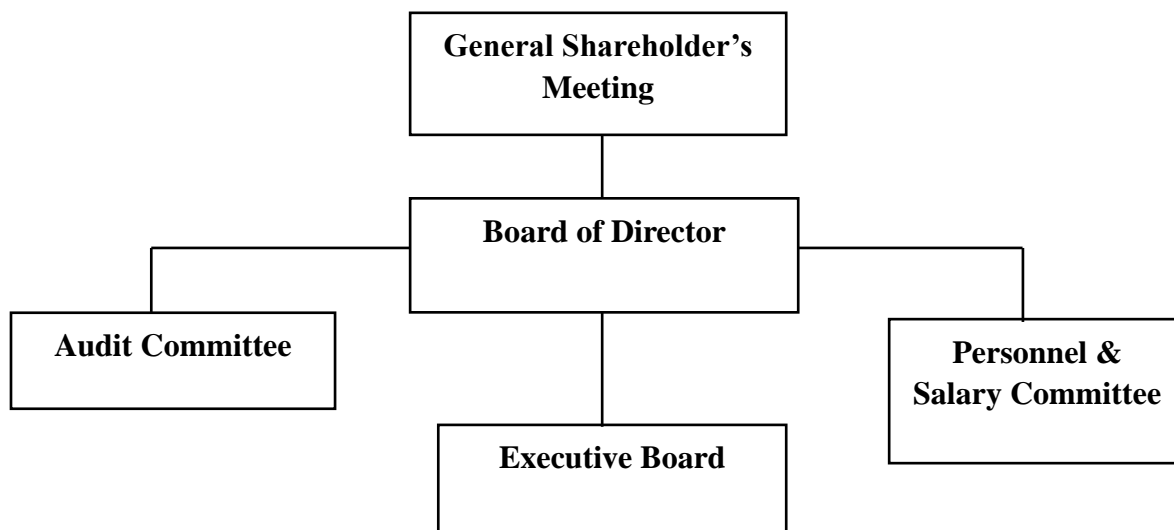 General Shareholder’s
Meeting
Board of Director
Audit Committee
Personnel &
Salary Committee
Executive Board